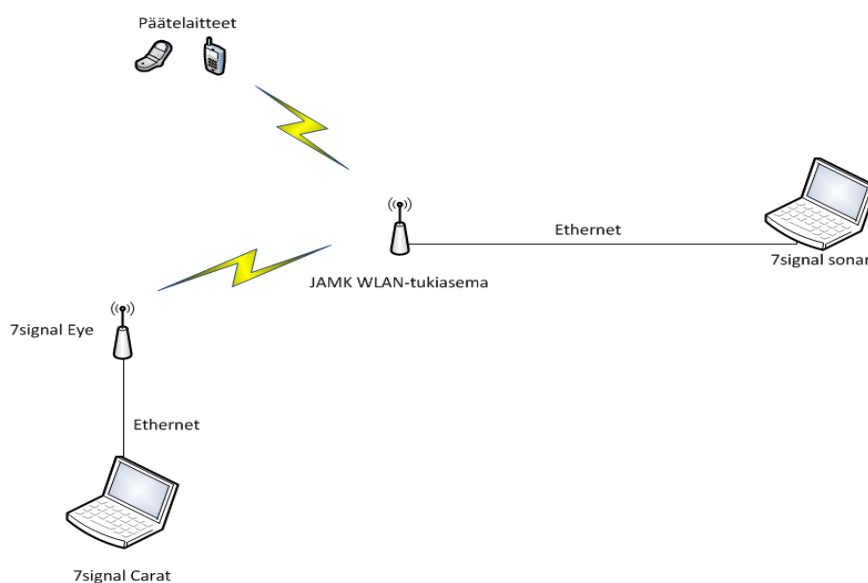 Päätelaitteet
Ethernet
7signal sonar
JAMK WLAN-tukiasema
7signal Eye
Ethernet
7signal Carat